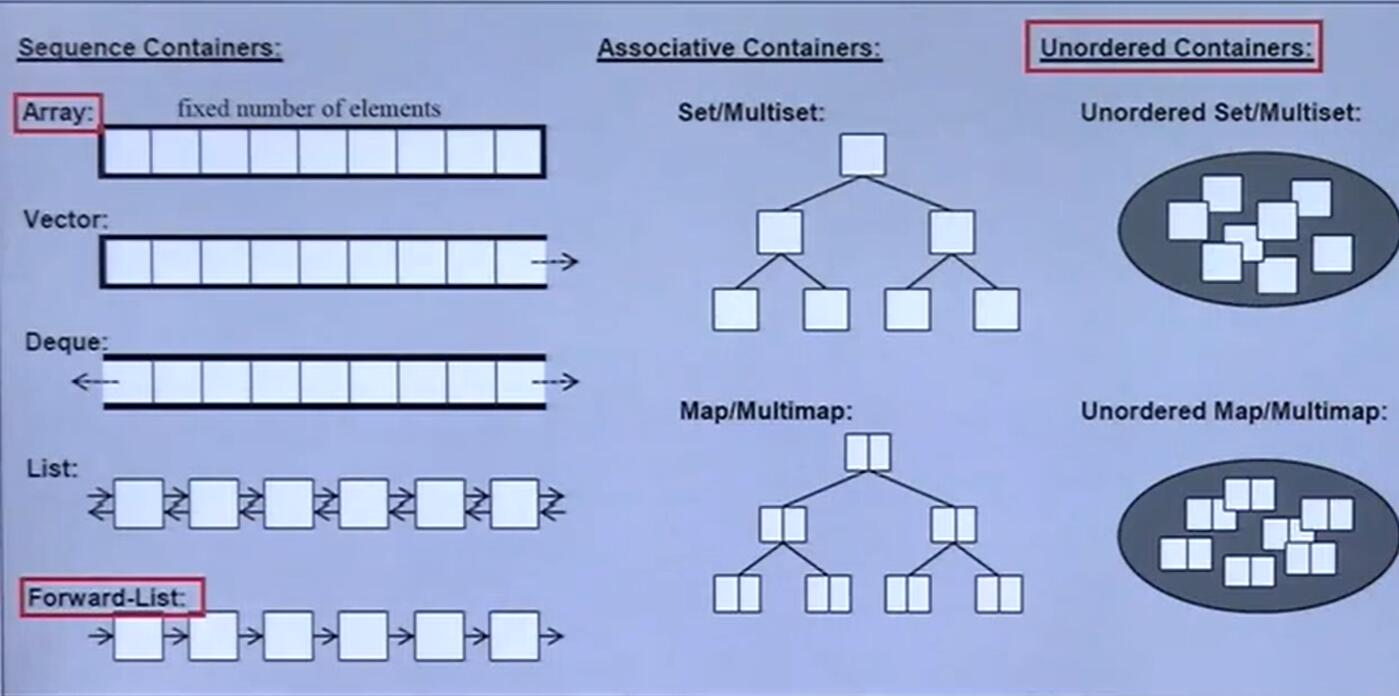 Sequence Containers:
Array:
fixed number of elements
Vector:
Deque:
List:
Forward-List:
Associative Containers:
Set/Multiset:
Map/Multimap:
Unordered Containers:
Unordered Set/Multiset:
Unordered Map/Multimap: